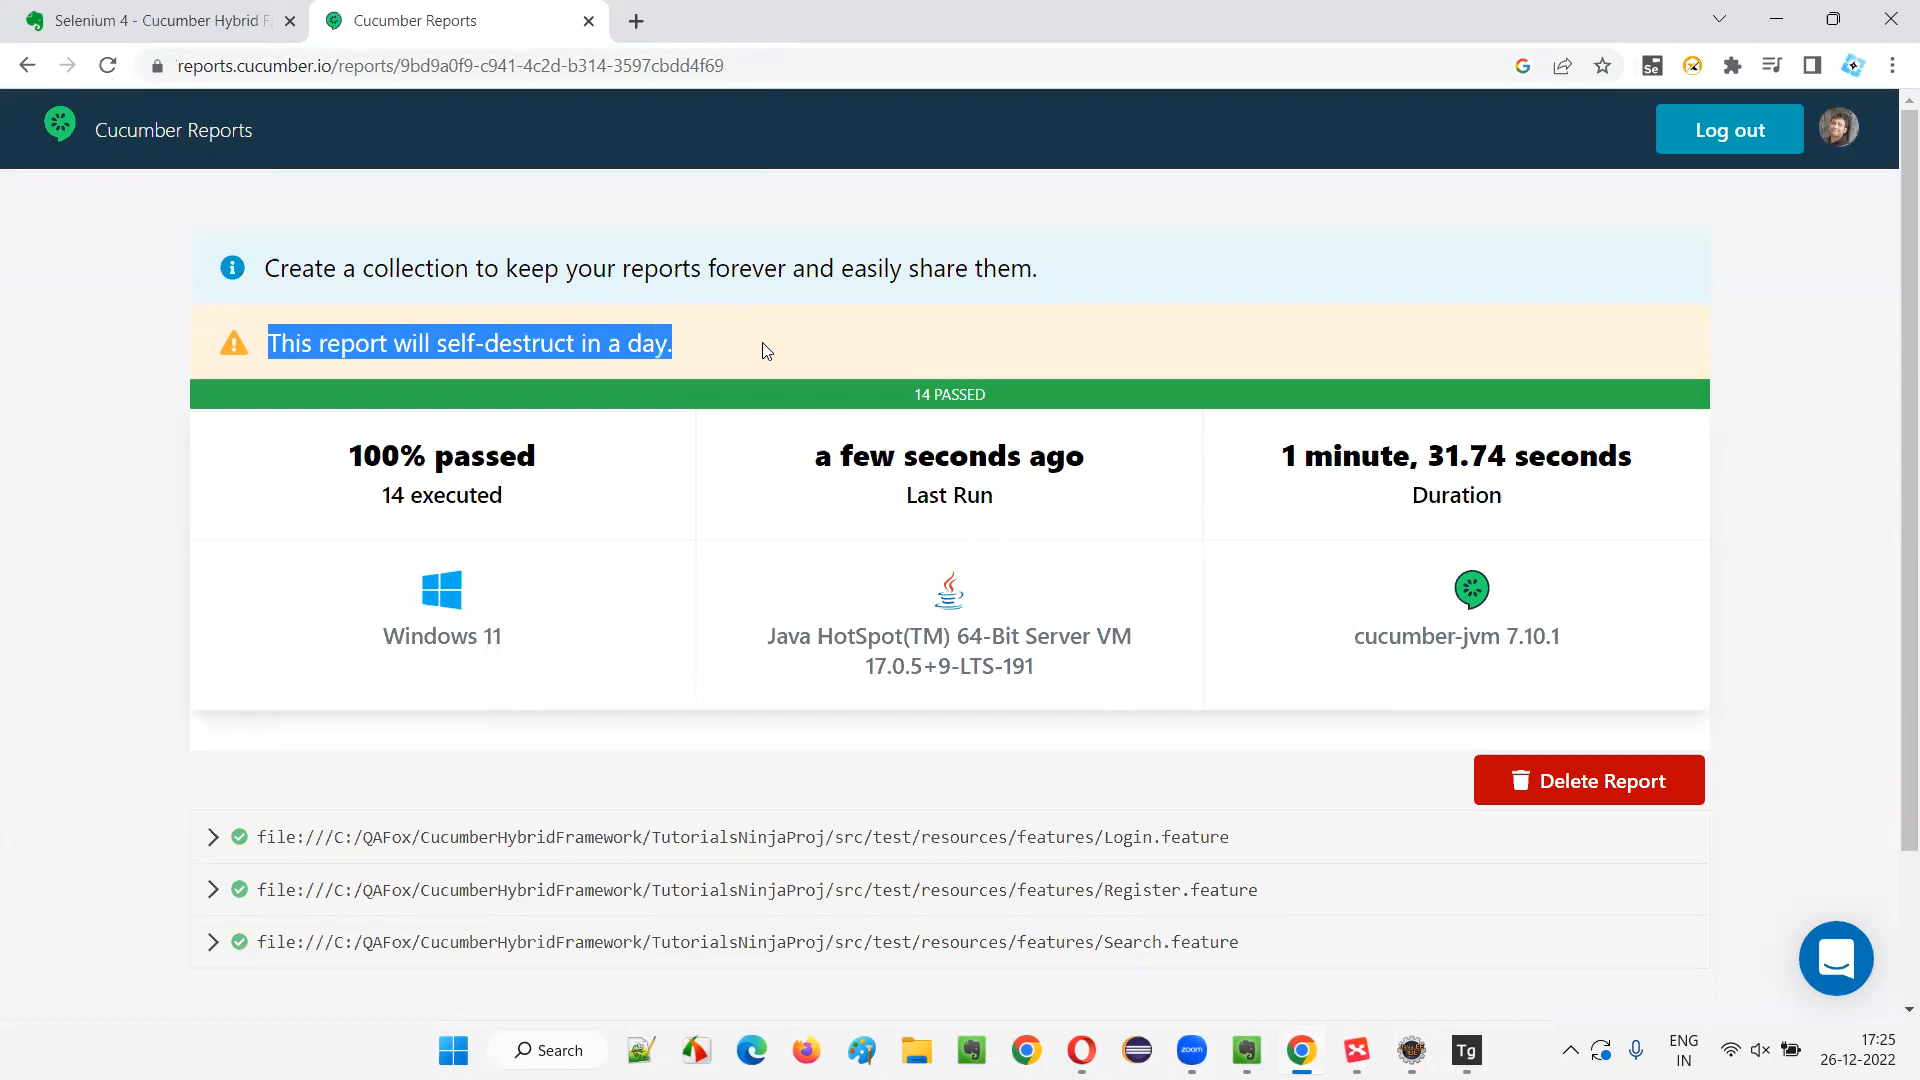 Selenium 4 - Cucumber Hybrid F
Cucumber Reports
reports.cucumber.io/reports/9bd9a0f9-c941-4c2d-b314-3597cbdd4f69
Cucumber Reports
Log out
Create a collection to keep your reports forever and easily share them.
This report will self-destruct in a day.
14 PASSED
100% passed
14 executed
a few seconds ago
Last Run
1 minute, 31.74 seconds
Duration
Windows 11
Java HotSpot(TM) 64-Bit Server VM
17.0.5+9-LTS-191
cucumber-jvm 7.10.1
Delete Report
file:///C:/QAFox/CucumberHybridFramework/TutorialsNinjaProj/src/test/resources/features/Login.feature
file:///C:/QAFox/CucumberHybridFramework/TutorialsNinjaProj/src/test/resources/features/Register.feature
file:///C:/QAFox/CucumberHybridFramework/TutorialsNinjaProj/src/test/resources/features/Search.feature
Search
zoom
Tg
ENG
IN
17:25
26-12-2022